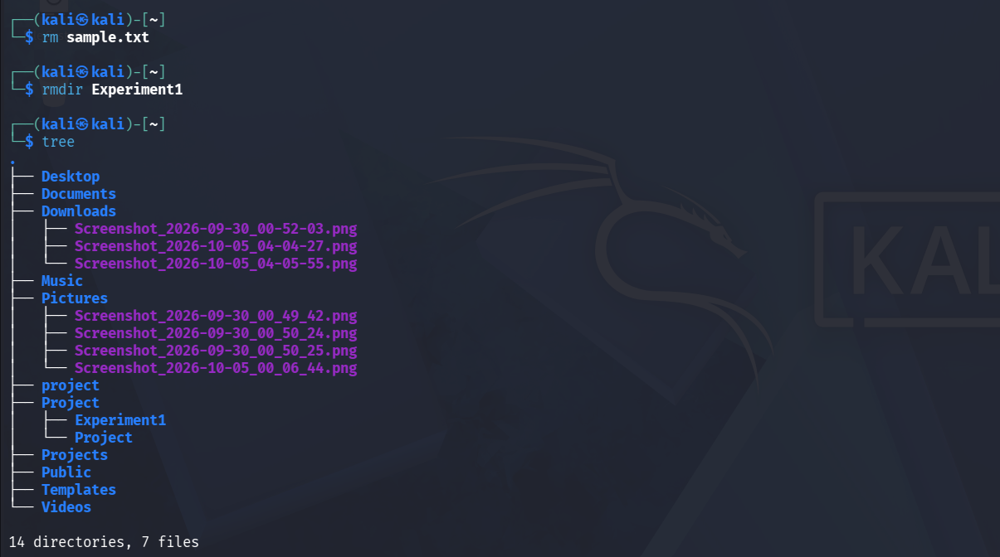 ┌──(kali㉿kali)-[~]
└─$ rm sample.txt
┌──(kali㉿kali)-[~]
└─$ rmdir Experiment1
┌──(kali㉿kali)-[~]
└─$ tree
.
├── Desktop
├── Documents
├── Downloads
│   ├── Screenshot_2026-09-30_00-52-03.png
│   ├── Screenshot_2026-10-05_04-04-27.png
│   └── Screenshot_2026-10-05_04-05-55.png
├── Music
├── Pictures
│   ├── Screenshot_2026-09-30_00_49_42.png
│   ├── Screenshot_2026-09-30_00_50_24.png
│   ├── Screenshot_2026-09-30_00_50_25.png
│   └── Screenshot_2026-10-05_00_06_44.png
├── project
├── Project
│   ├── Experiment1
│   └── Project
├── Projects
├── Public
├── Templates
└── Videos
14 directories, 7 files
KAL